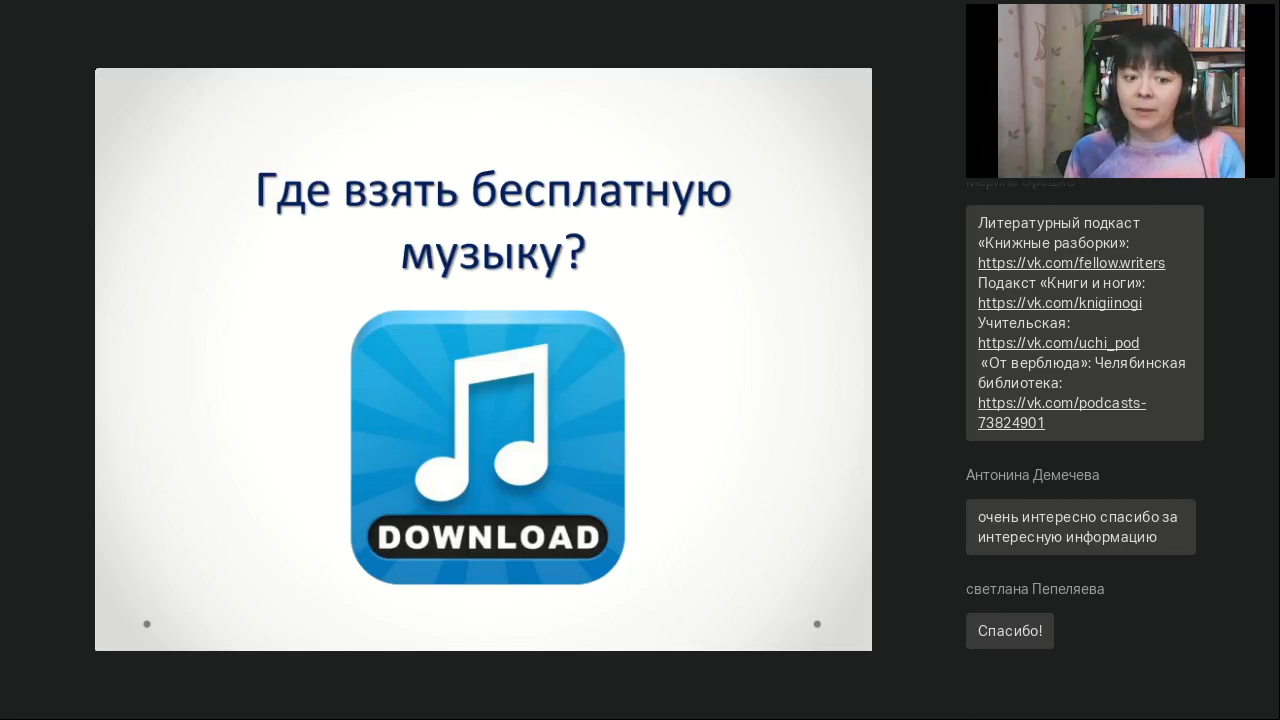 Где взять бесплатную
музыку?
DOWNLOAD
Литературный подкаст
«Книжные разборки»:
https://vk.com/fellow.writers
Подакст «Книги и ноги»:
https://vk.com/knigiinogi
Учительская:
https://vk.com/uchi_pod
«От верблюда»: Челябинская
библиотека:
https://vk.com/podcasts-
73824901
Антонина Демечева
очень интересно спасибо за
интересную информацию
светлана Пепеляева
Спасибо!